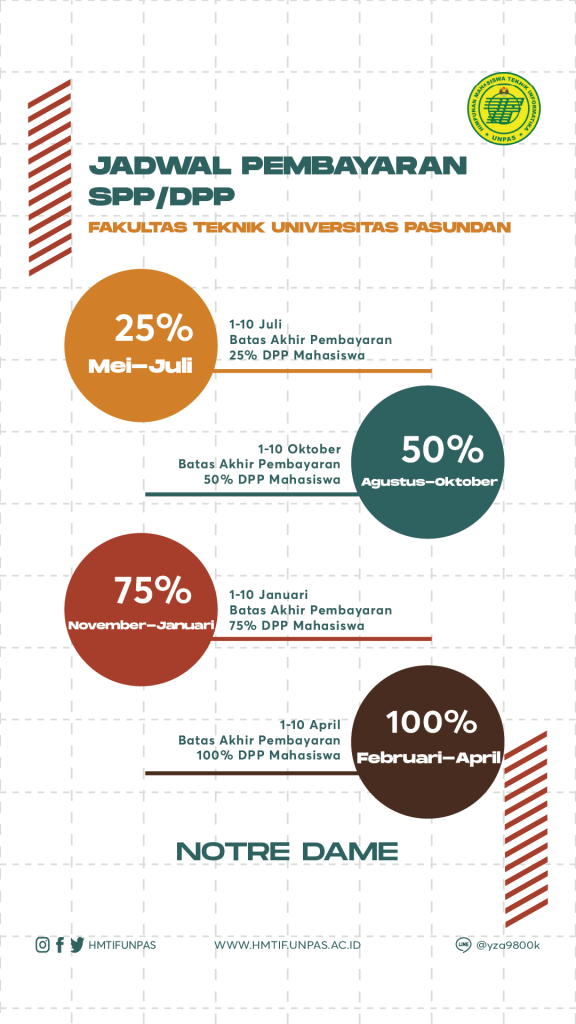 HIMPUNAN MAHASISWA TEKNIK INFORMATIKA
UNPAS
JADWAL PEMBAYARAN
SPP/DPP
FAKULTAS TEKNIK UNIVERSITAS PASUNDAN
25%
Mei-Juli
1-10 Juli
Batas Akhir Pembayaran
25% DPP Mahasiswa
50%
Agustus-Oktober
1-10 Oktober
Batas Akhir Pembayaran
50% DPP Mahasiswa
75%
November-Januari
1-10 Januari
Batas Akhir Pembayaran
75% DPP Mahasiswa
100%
Februari-April
1-10 April
Batas Akhir Pembayaran
100% DPP Mahasiswa
NOTRE DAME
HMTIFUNPAS
WWW.HMTIF.UNPAS.AC.ID
LINE
@yzq9800k